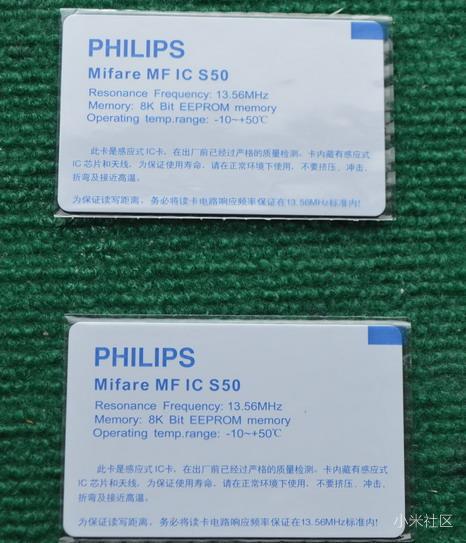 PHILIPS
Mifare MF IC S50
Resonance Frequency: 13.56MHz
Memory: 8K Bit EEPROM memory
Operating temp.range: -10~+50℃
此卡是感应式IC卡，在出厂前已经过严格的质量检测。卡内藏有感应式
IC芯片和天线，为保证使用寿命，请在正常环境下使用，不要挤压、冲击、
折弯及接近高温。
为保证读写距离，务必将读卡电路响应频率保证在13.56MHz标准内!
PHILIPS
Mifare MF IC S50
Resonance Frequency: 13.56MHz
Memory: 8K Bit EEPROM memory
Operating temp.range: -10~+50℃
此卡是感应式IC卡，在出厂前已经过严格的质量检测。卡内藏有感应式
IC芯片和天线，为保证使用寿命，请在正常环境下使用，不要挤压、冲击、
折弯及接近高温。
为保证读写距离，务必将读卡电路响应频率保证在13.56MHz标准内!
小米社区